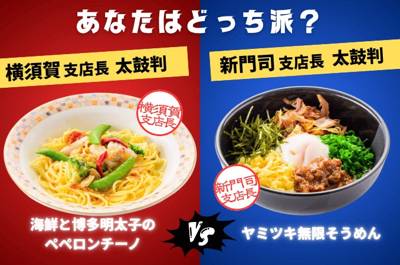 あなたはどっち派？
横須賀支店長 太鼓判
新門司支店長 太鼓判
横須賀
支店長
新門司
支店長
海鮮と博多明太子の
ペペロンチーノ
VS
ヤミツキ無限そうめん